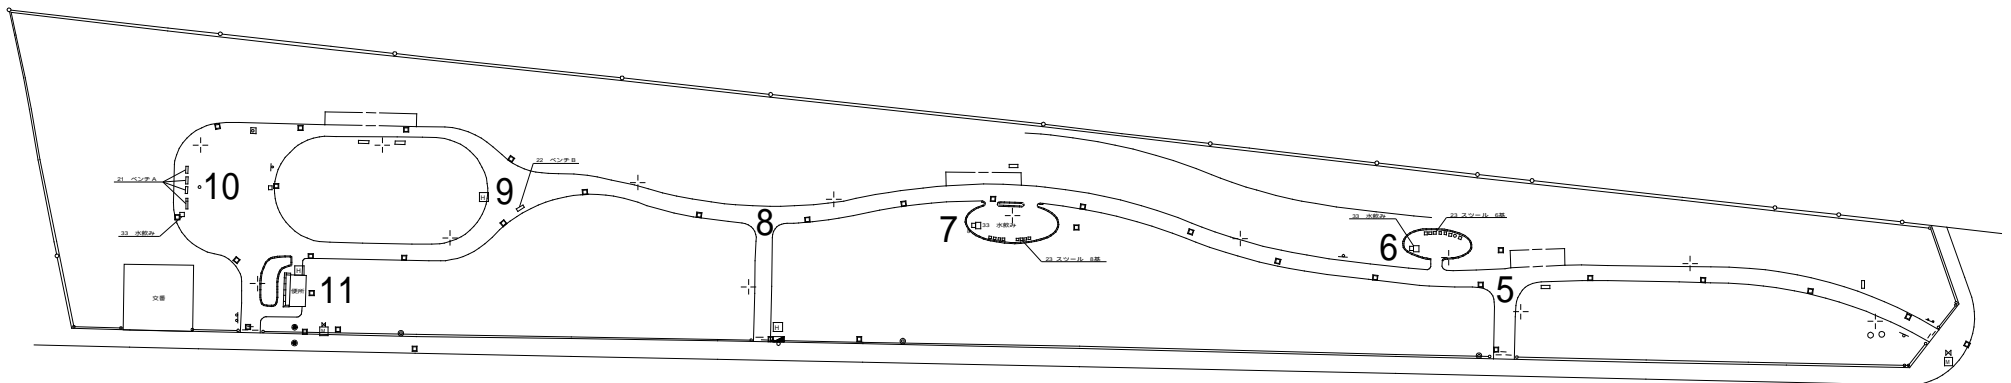 22 ベンチB
21 ベンチA
10
9
33 水飲み
8
7
33 水飲み
23 スツール 8基
33 水飲み
23 スツール 6基
6
5
H
H
便所
11
交番
M
H
M